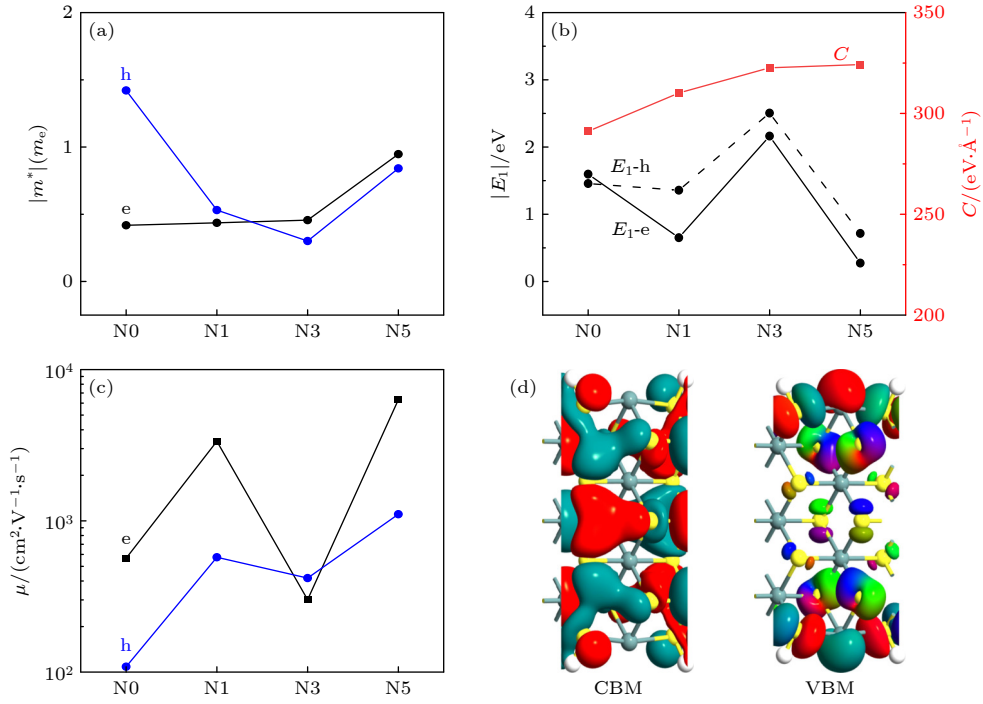 (a)
2
1
0
|m*|(mₑ)
h
e
N0 N1 N3 N5
(b)
4
3
2
1
0
|E₁|/eV
C
E₁-h
E₁-e
350
300
250
200
C/(eV·Å⁻¹)
N0 N1 N3 N5
(c)
10⁴
10³
10²
μ/(cm²·V⁻¹·s⁻¹)
e
h
N0 N1 N3 N5
(d)
CBM VBM